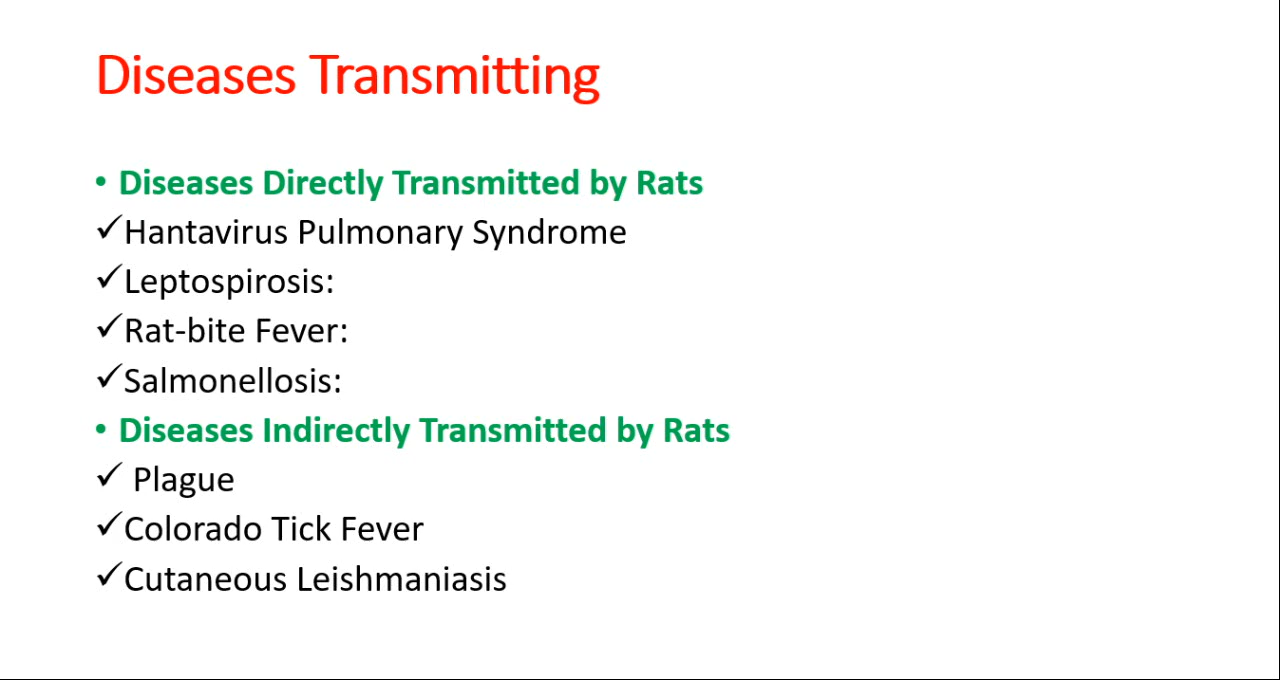 Diseases Transmitting
• Diseases Directly Transmitted by Rats
✓Hantavirus Pulmonary Syndrome
✓Leptospirosis:
✓Rat-bite Fever:
✓Salmonellosis:
• Diseases Indirectly Transmitted by Rats
✓ Plague
✓Colorado Tick Fever
✓Cutaneous Leishmaniasis